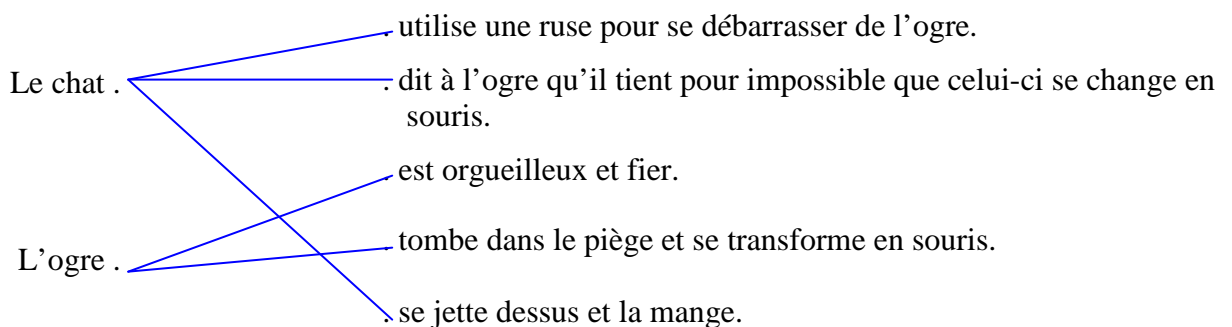 . utilise une ruse pour se débarrasser de l’ogre.
Le chat .
. dit à l’ogre qu’il tient pour impossible que celui-ci se change en
souris.
. est orgueilleux et fier.
. tombe dans le piège et se transforme en souris.
L’ogre .
. se jette dessus et la mange.